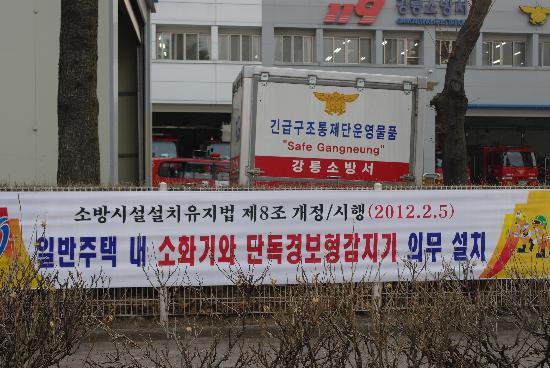 119 강릉소방서
긴급구조통제단운영물품
"Safe Gangneung"
강릉소방서
소방시설설치유지법 제8조 개정/시행(2012.2.5)
일반주택 내 소화기와 단독경보형감지기 의무 설치